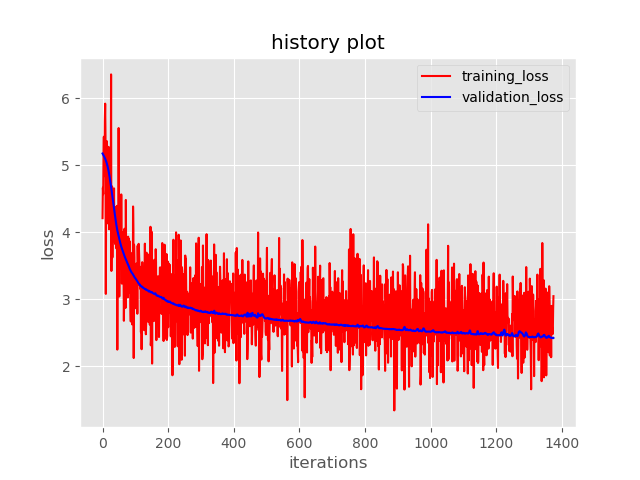 history plot
training_loss
validation_loss
6
5
4
3
2
loss
0 200 400 600 800 1000 1200 1400
iterations